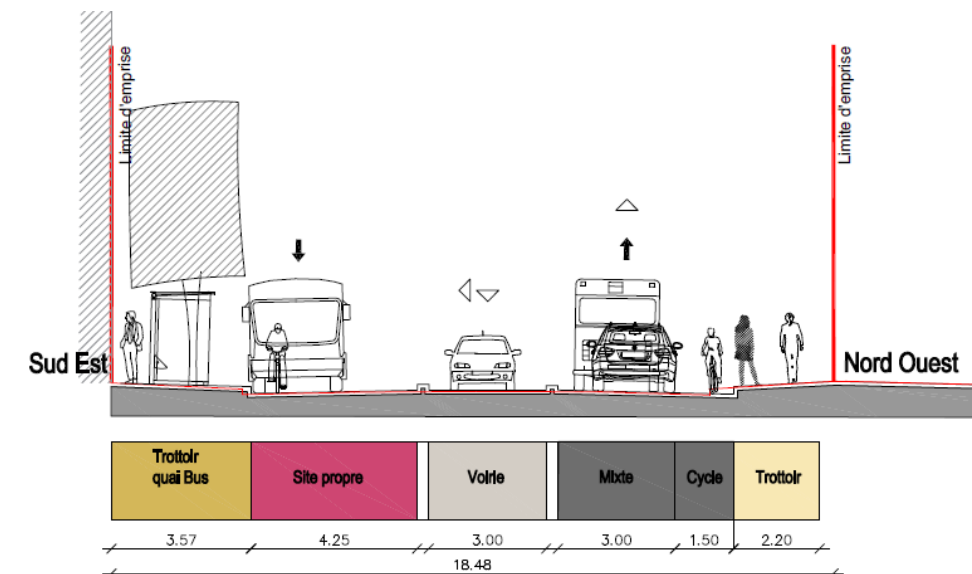 Limite d'emprise
Limite d'emprise
Sud Est
Nord Ouest
Trottoir
quai Bus
Site propre
Voirie
Mixte
Cycle
Trottoir
3.57
4.25
3.00
3.00
1.50
2.20
18.48